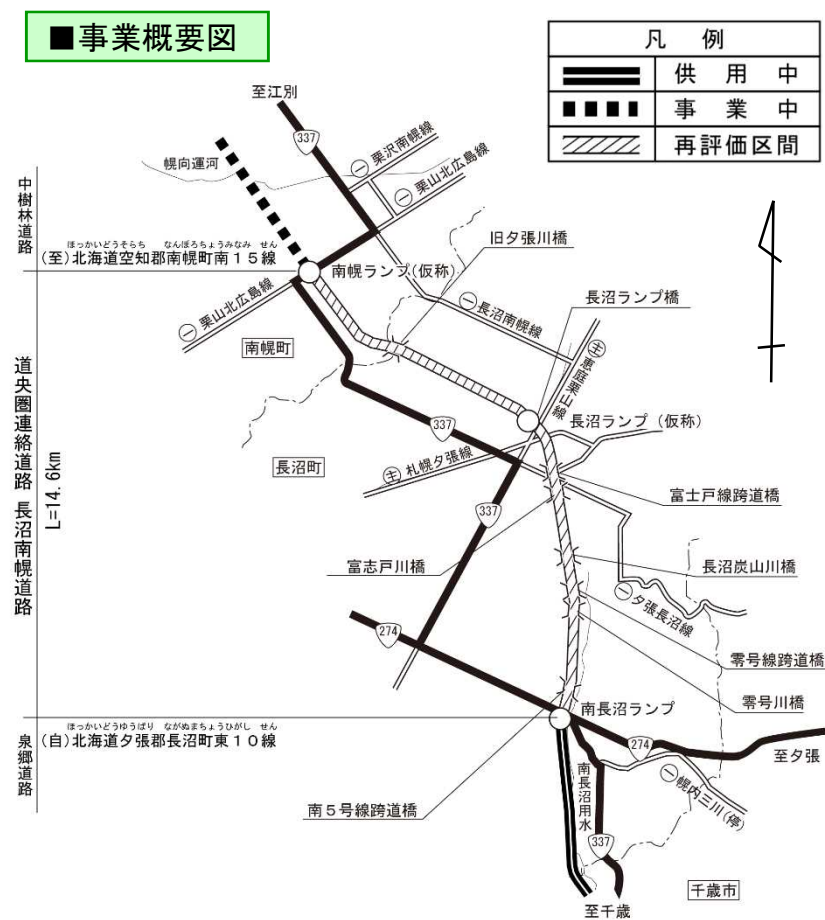 ■事業概要図
凡例
供用中
事業中
再評価区間
至江別
337
幌向運河
一 栗沢南幌線
一 栗山北広島線
旧夕張川橋
中樹林道路
ほっかいどうそらち なんぽろちょうみなみ せん
(至)北海道空知郡南幌町南15線
南幌ランプ(仮称)
長沼ランプ橋
一 栗山北広島線
一 長沼南幌線
主 恵庭栗山線
南幌町
337
長沼ランプ(仮称)
長沼町
主 札幌夕張線
道央圏連絡道路 長沼南幌道路
L=14.6km
富士戸線跨道橋
337
富志戸川橋
長沼炭山川橋
一 夕張長沼線
274
零号線跨道橋
零号川橋
南長沼ランプ
ほっかいどうゆうばり ながぬまちょうひがし せん
(自)北海道夕張郡長沼町東10線
泉郷道路
274
至夕張
南長沼用水
一 幌内三川(停)
南5号線跨道橋
337
千歳市
至千歳